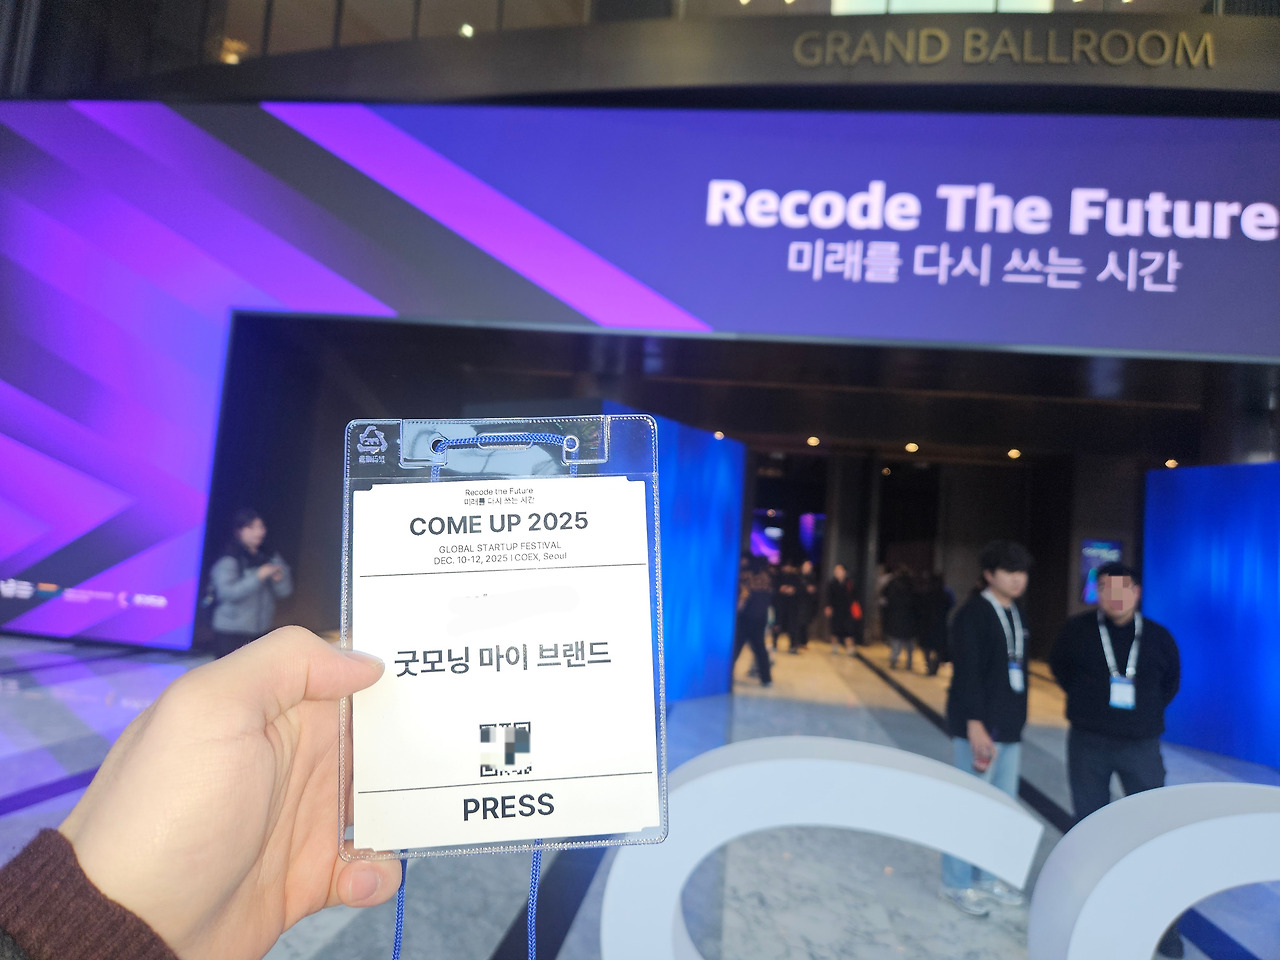 GRAND BALLROOM
Recode The Future
미래를 다시 쓰는 시간
Recode the Future
미래를 다시 쓰는 시간
COME UP 2025
GLOBAL STARTUP FESTIVAL
DEC. 10-12, 2025 I COEX, Seoul
굿모닝 마이 브랜드
PRESS